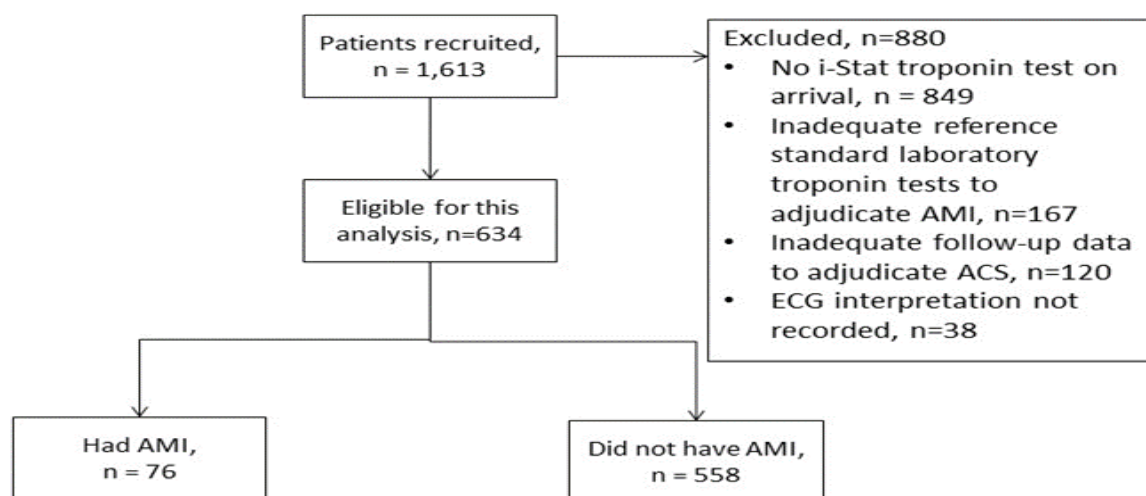 Patients recruited,
n = 1,613
Excluded, n=880
• No i-Stat troponin test on
arrival, n = 849
• Inadequate reference
standard laboratory
troponin tests to
adjudicate AMI, n=167
• Inadequate follow-up data
to adjudicate ACS, n=120
• ECG interpretation not
recorded, n=38
Eligible for this
analysis, n=634
Had AMI,
n = 76
Did not have AMI,
n = 558